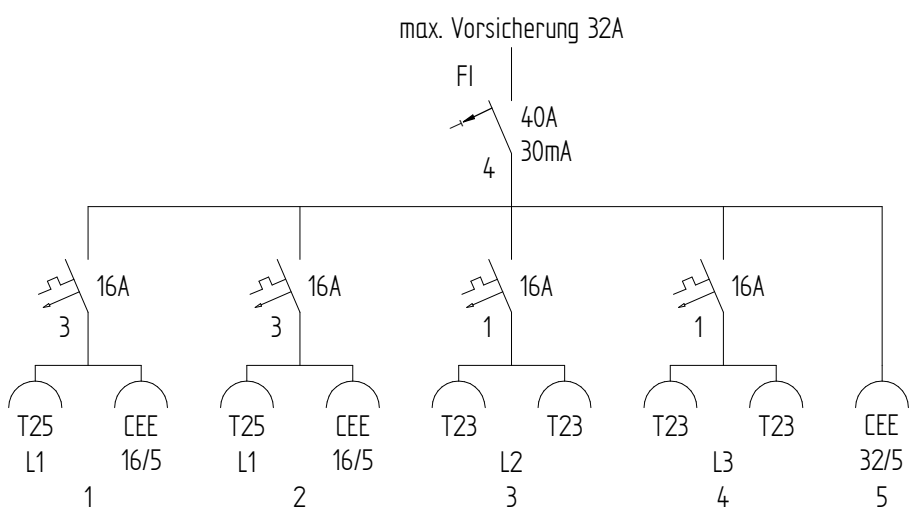 max. Vorsicherung 32A
FI
40A
30mA
4
16A 16A 16A 16A
3 3 1 1
T25 CEE T25 CEE T23 T23 T23 T23 CEE
L1 16/5 L1 16/5 L2 L3 32/5
1 2 3 4 5